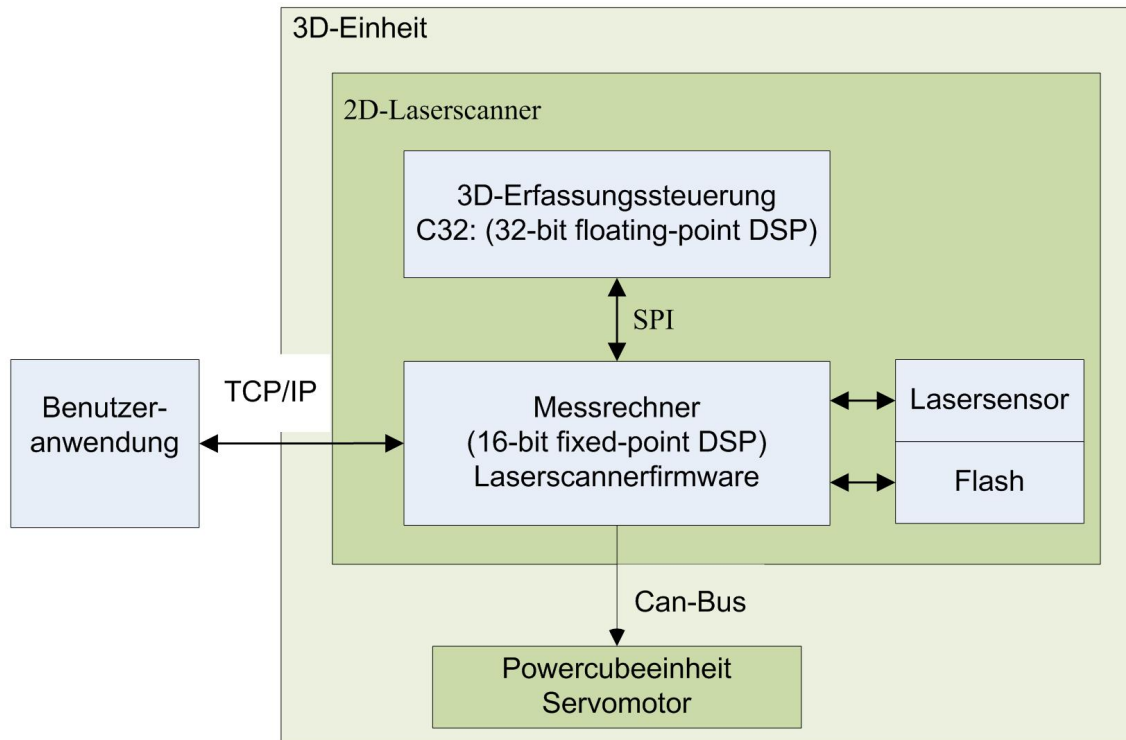 3D-Einheit
2D-Laserscanner
3D-Erfassungssteuerung
C32: (32-bit floating-point DSP)
SPI
Benutzer-
anwendung
TCP/IP
Messrechner
(16-bit fixed-point DSP)
Laserscannerfirmware
Lasersensor
Flash
Can-Bus
Powercubeeinheit
Servomotor